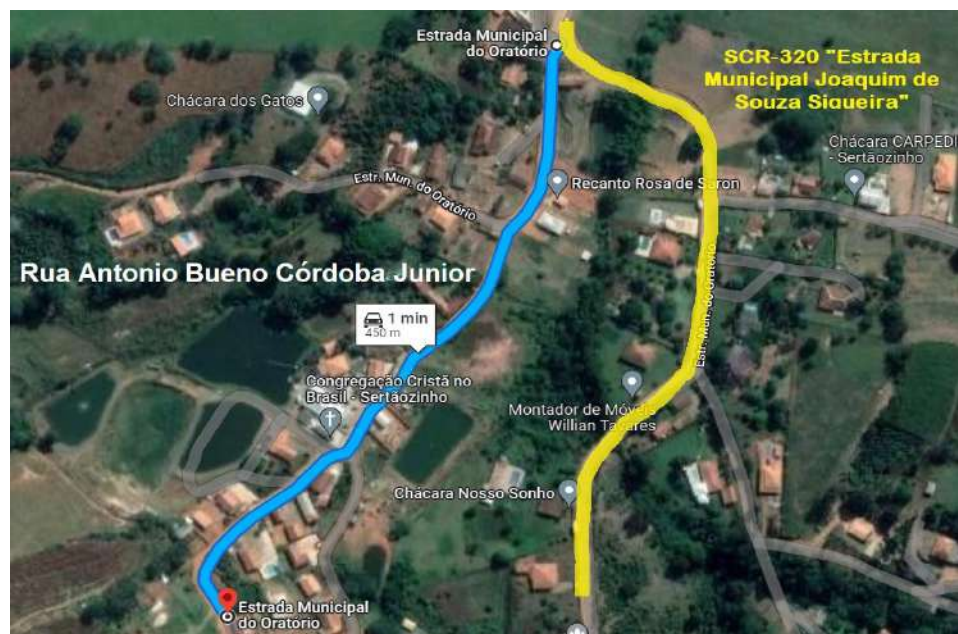 Estrada Municipal
do Oratório
SCR-320 "Estrada
Municipal Joaquim de
Souza Siqueira"
Chácara dos Gatos
Chácara CARPEDI
- Sertãozinho
Estr. Mun. do Oratório
Recanto Rosa de Saron
Rua Antonio Bueno Córdoba Junior
Estr. Mun. do Oratório
1 min
450 m
Congregação Cristã no
Brasil - Sertãozinho
Montador de Móveis
Willian Tavares
Chácara Nosso Sonho
Estrada Municipal
do Oratório